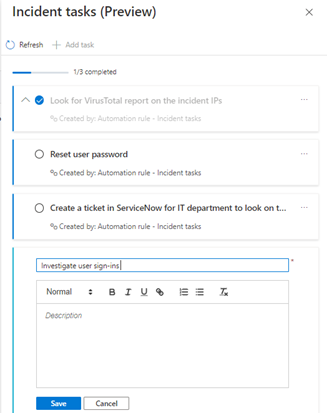 Incident tasks (Preview)
Refresh Add task
1/3 completed
Look for VirusTotal report on the incident IPs
Created by: Automation rule - Incident tasks
Reset user password
Created by: Automation rule - Incident tasks
Create a ticket in ServiceNow for IT department to look on t...
Created by: Automation rule - Incident tasks
Investigate user sign-ins
*
Normal B I U
Description
Save Cancel